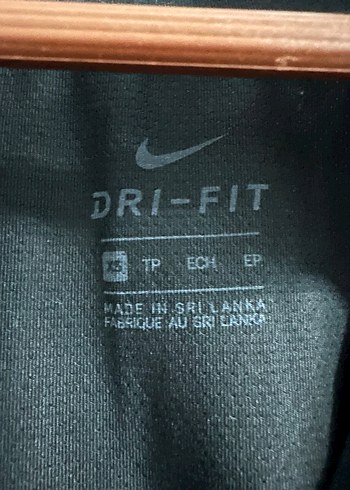 DRI-FIT
XS TP ECH EP
MADE IN SRI LANKA
FABRIQUE AU SRI LANKA